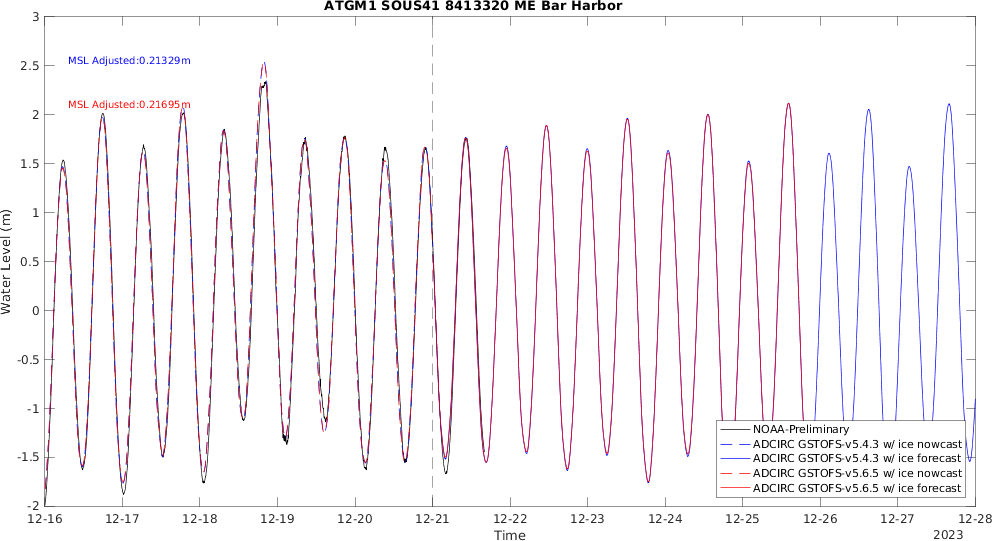 ATGM1 SOUS41 8413320 ME Bar Harbor
3
2.5
2
1.5
1
0.5
0
-0.5
-1
-1.5
-2
Water Level (m)
MSL Adjusted:0.21329m
MSL Adjusted:0.21695m
NOAA-Preliminary
ADCIRC GSTOFS-v5.4.3 w/ ice nowcast
ADCIRC GSTOFS-v5.4.3 w/ ice forecast
ADCIRC GSTOFS-v5.6.5 w/ ice nowcast
ADCIRC GSTOFS-v5.6.5 w/ ice forecast
12-16 12-17 12-18 12-19 12-20 12-21 12-22 12-23 12-24 12-25 12-26 12-27 12-28
Time
2023